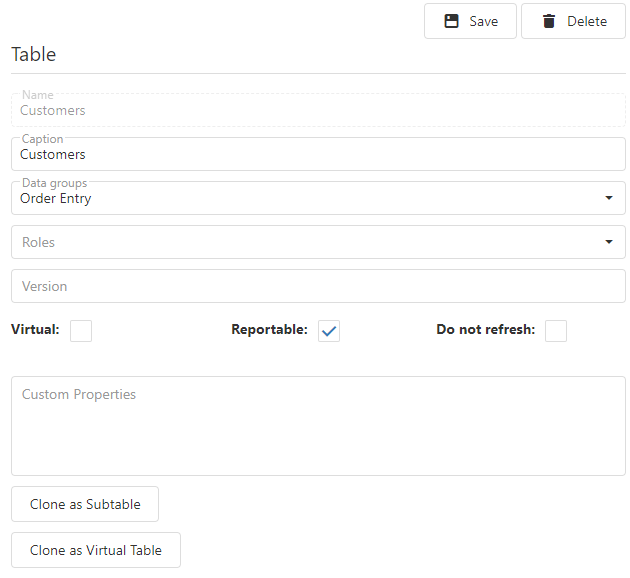 Save Delete
Table
Name
Customers
Caption
Customers
Data groups
Order Entry
Roles
Version
Virtual: Reportable: Do not refresh:
Custom Properties
Clone as Subtable
Clone as Virtual Table